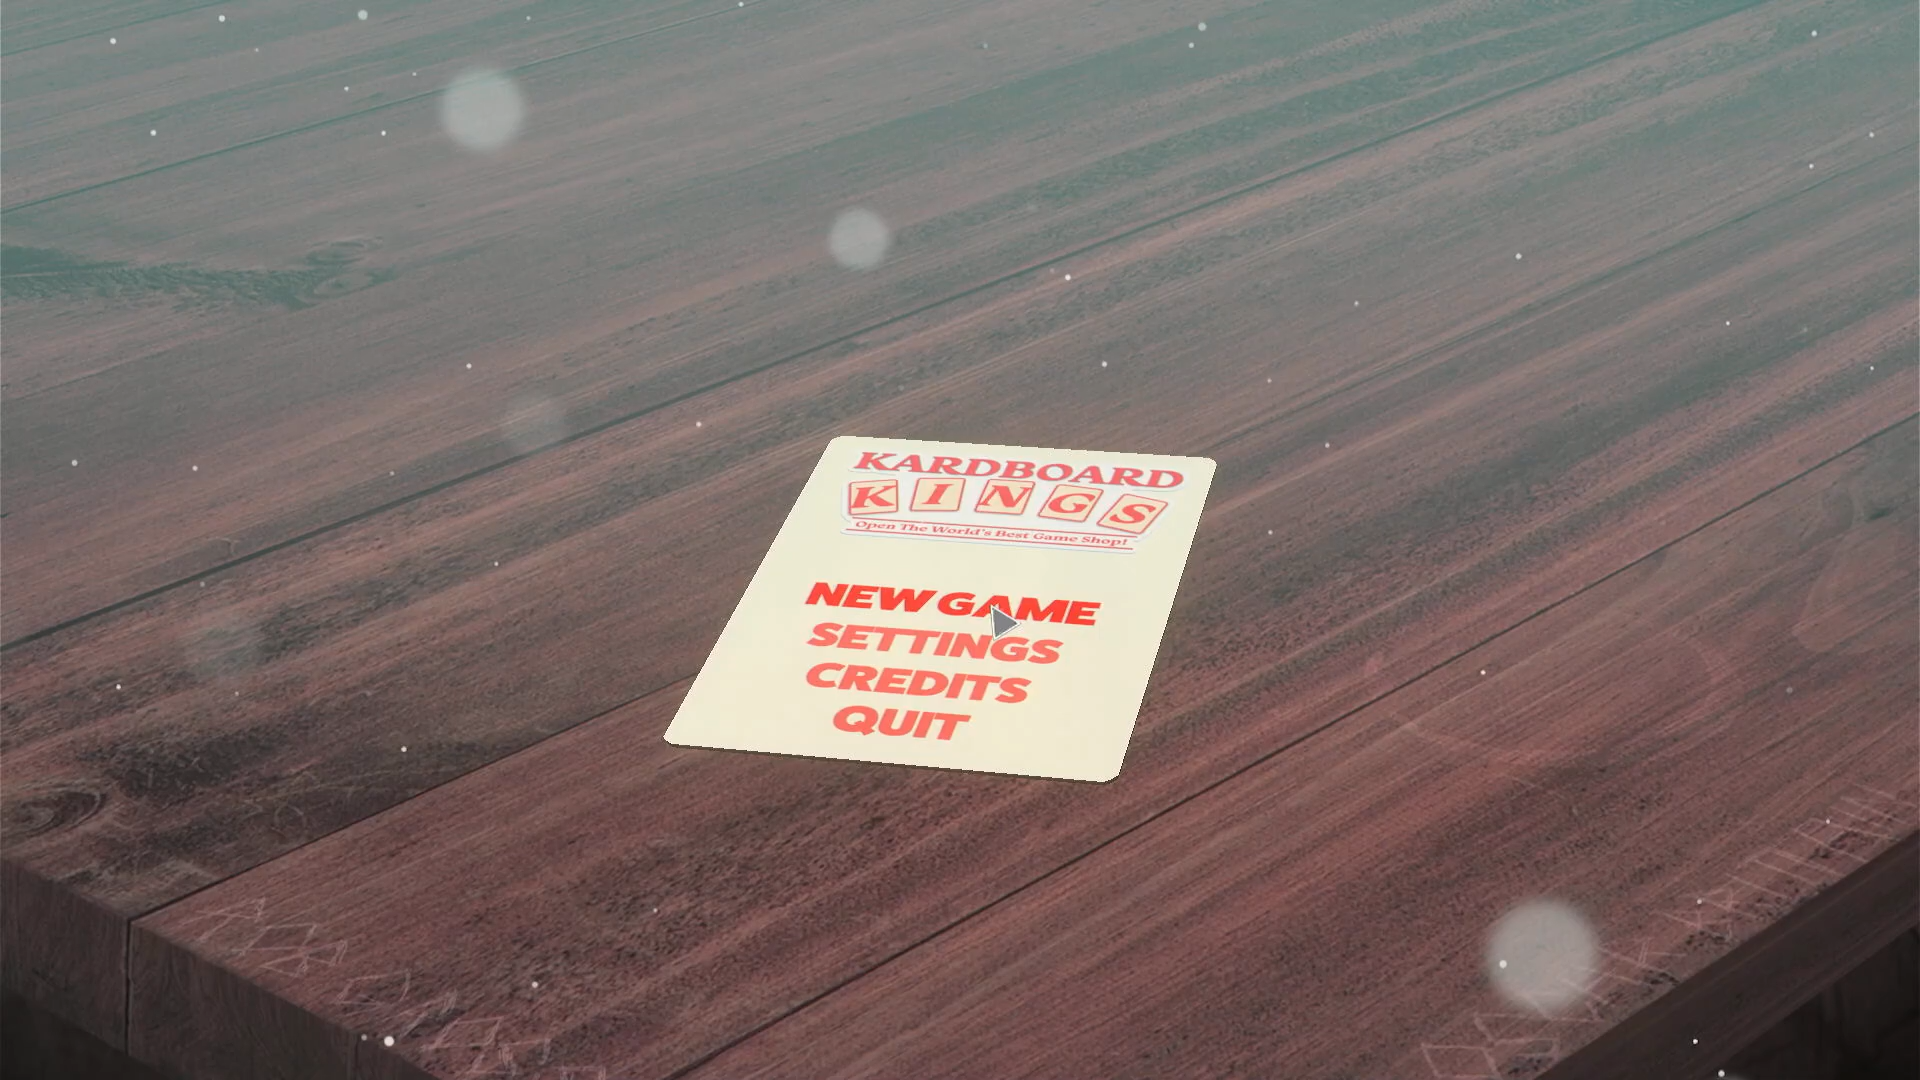 KARDBOARD
KINGS
Open The World's Best Game Shop!
NEW GAME
SETTINGS
CREDITS
QUIT